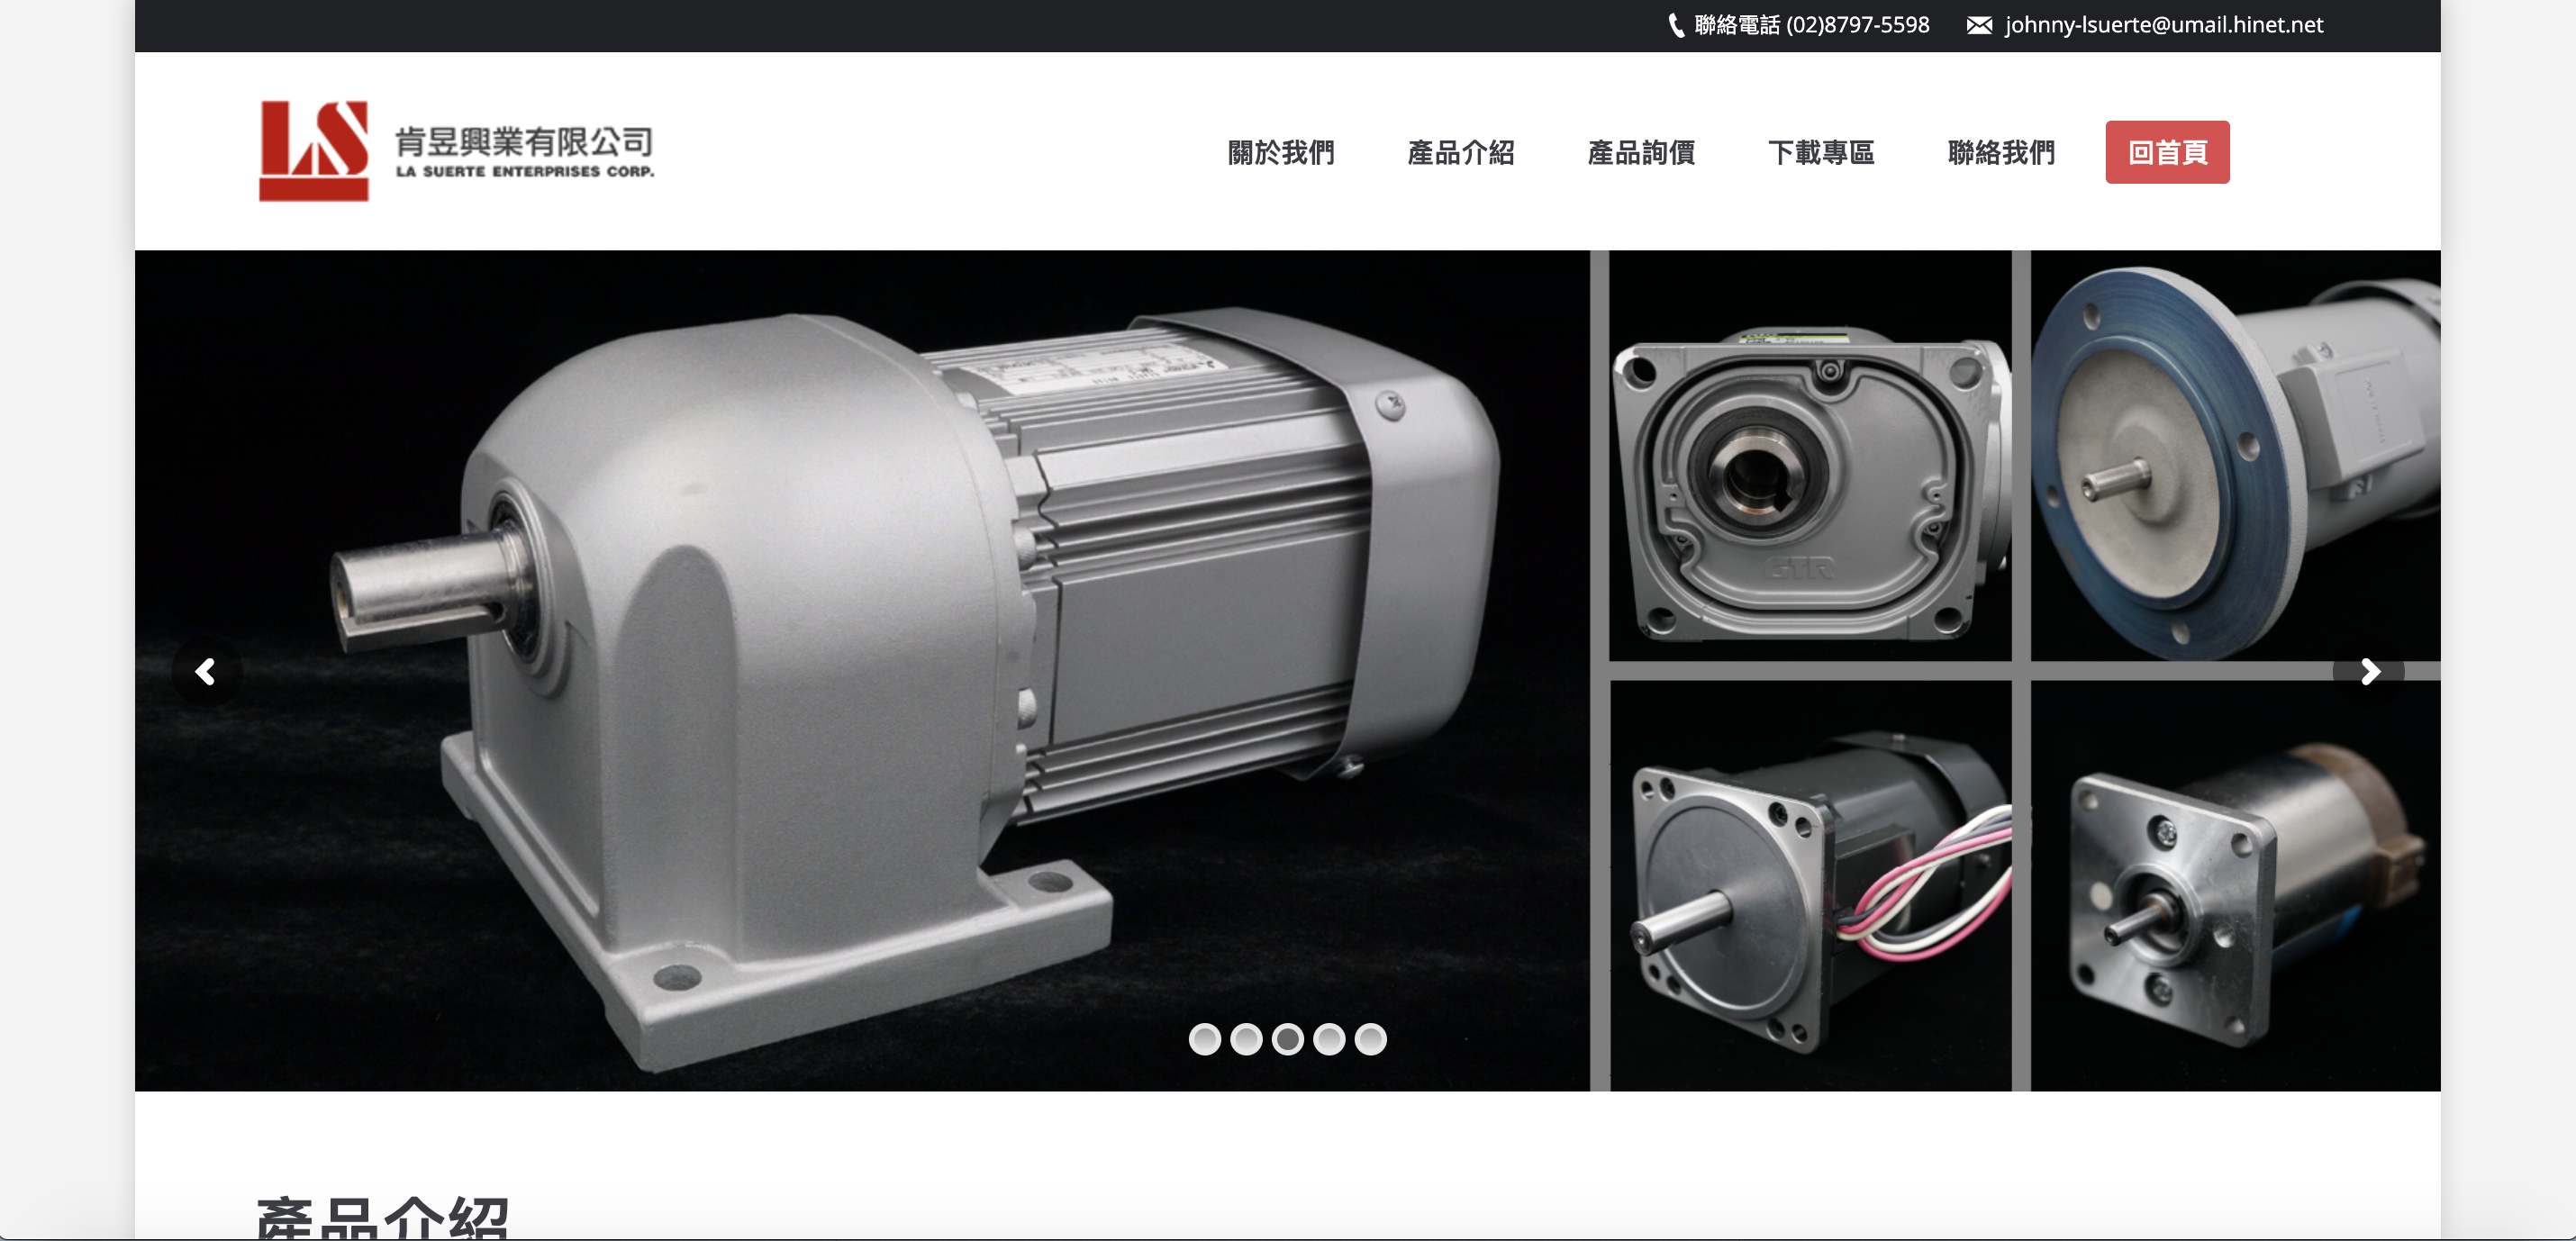 聯絡電話 (02)8797-5598
johnny-lsuerte@umail.hinet.net
LS
肯昱興業有限公司
LA SUERTE ENTERPRISES CORP.
關於我們
產品介紹
產品詢價
下載專區
聯絡我們
回首頁
GTR
產品介紹